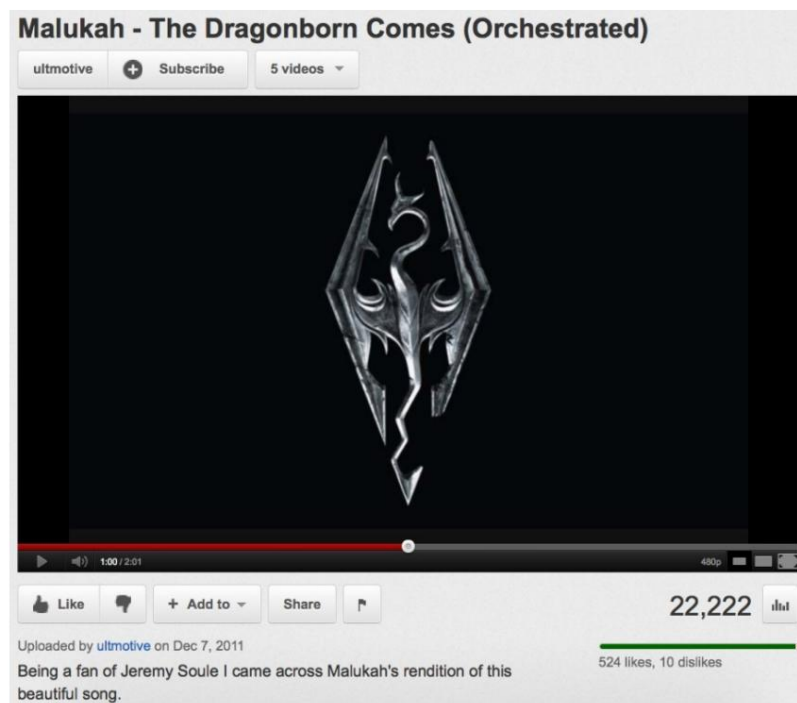 Malukah - The Dragonborn Comes (Orchestrated)
ultmotive Subscribe 5 videos
1:00 / 2:01 480p
Like + Add to Share 22,222
Uploaded by ultmotive on Dec 7, 2011
524 likes, 10 dislikes
Being a fan of Jeremy Soule I came across Malukah's rendition of this
beautiful song.